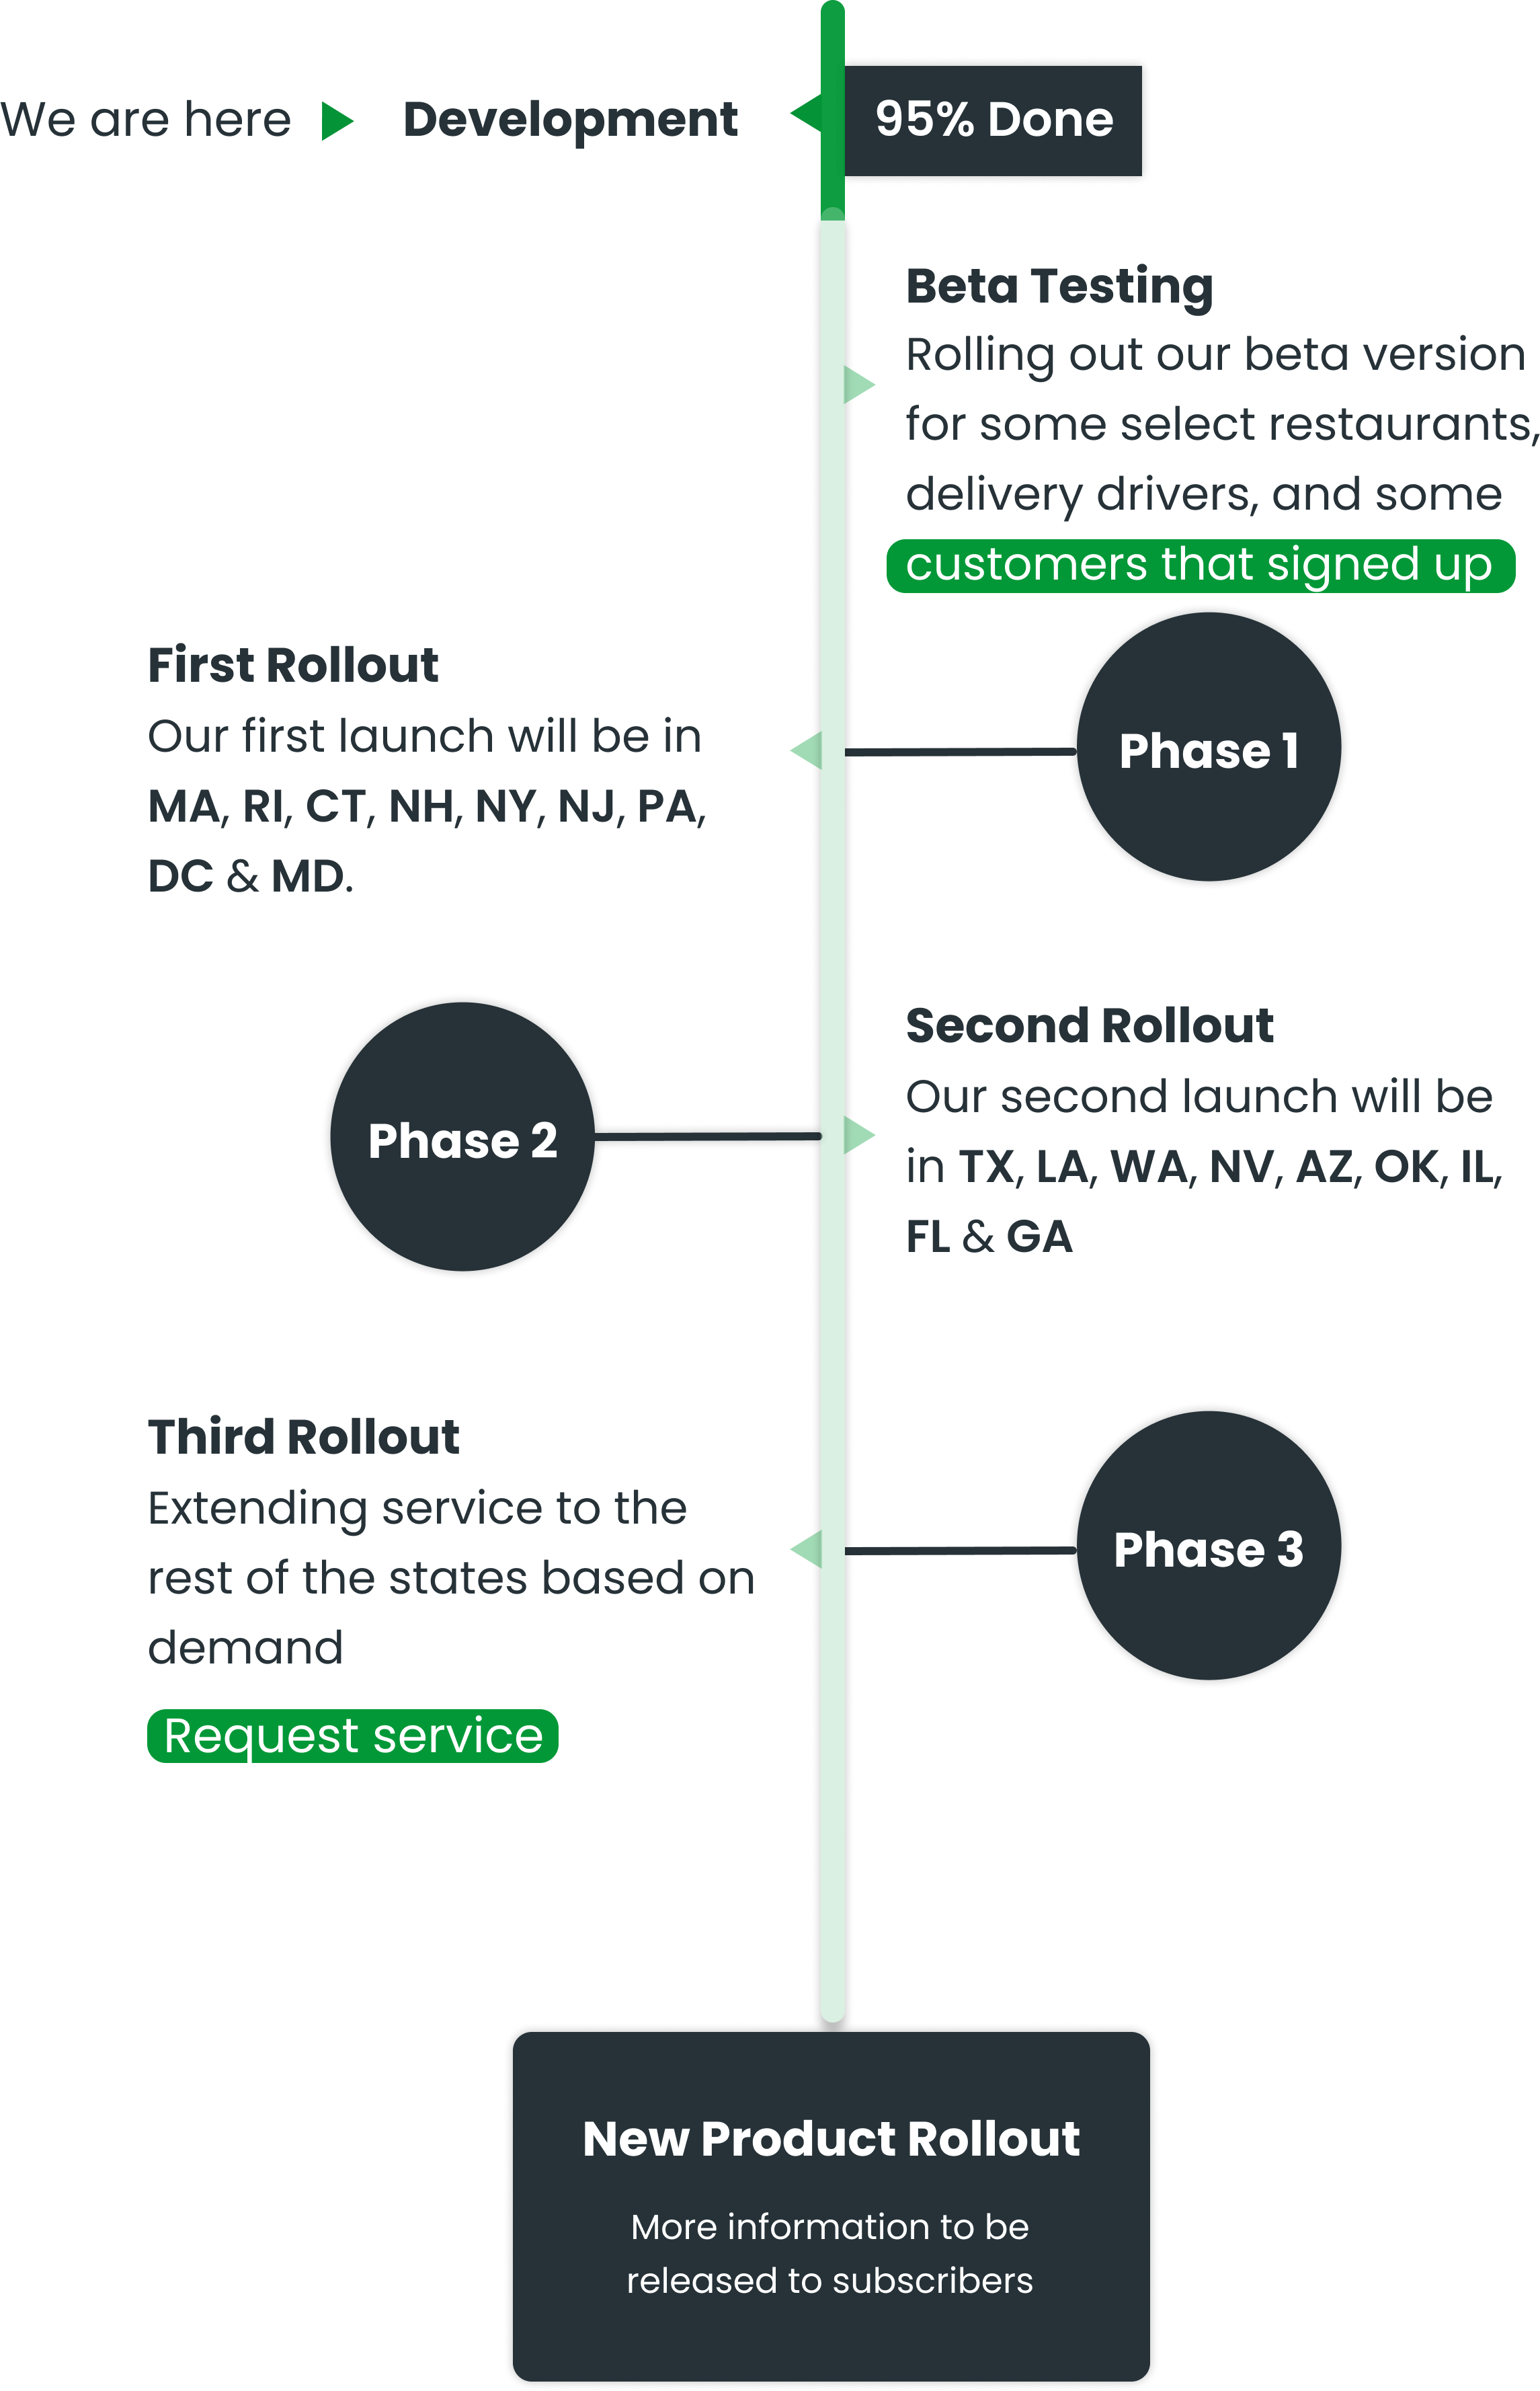 We are here
Development
95% Done
Beta Testing
Rolling out our beta version
for some select restaurants,
delivery drivers, and some
customers that signed up
First Rollout
Our first launch will be in
MA, RI, CT, NH, NY, NJ, PA,
DC & MD.
Phase 1
Phase 2
Second Rollout
Our second launch will be
in TX, LA, WA, NV, AZ, OK, IL,
FL & GA
Third Rollout
Extending service to the
rest of the states based on
demand
Request service
Phase 3
New Product Rollout
More information to be
released to subscribers